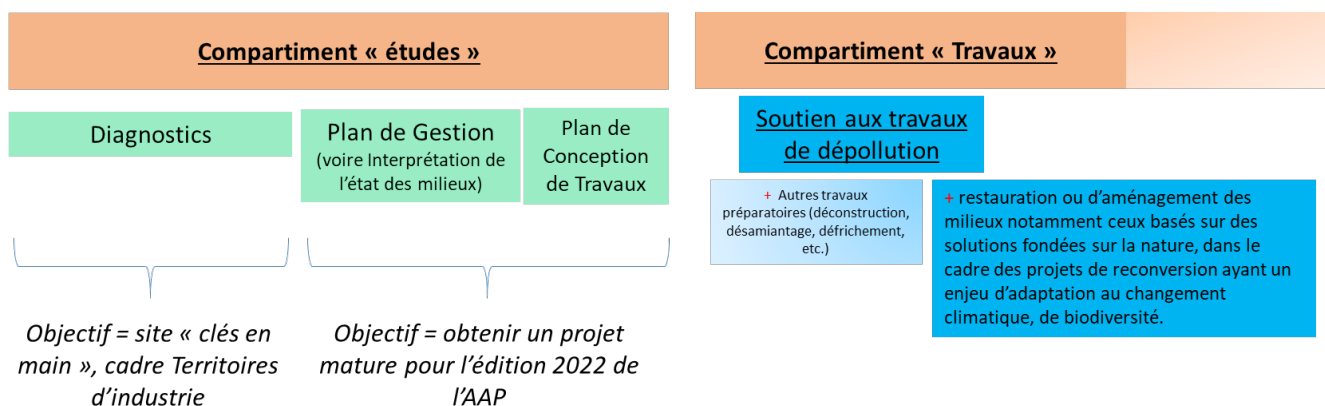 Compartiment « études »
Diagnostics
Plan de Gestion
(voire Interprétation de
l’état des milieux)
Plan de
Conception
de Travaux
Objectif = site « clés en
main », cadre Territoires
d’industrie
Objectif = obtenir un projet
mature pour l’édition 2022 de
l’AAP
Compartiment « Travaux »
Soutien aux travaux
de dépollution
+ Autres travaux
préparatoires (déconstruction,
désamiantage, défrichement,
etc.)
+ restauration ou d’aménagement des
milieux notamment ceux basés sur des
solutions fondées sur la nature, dans le
cadre des projets de reconversion ayant un
enjeu d’adaptation au changement
climatique, de biodiversité.